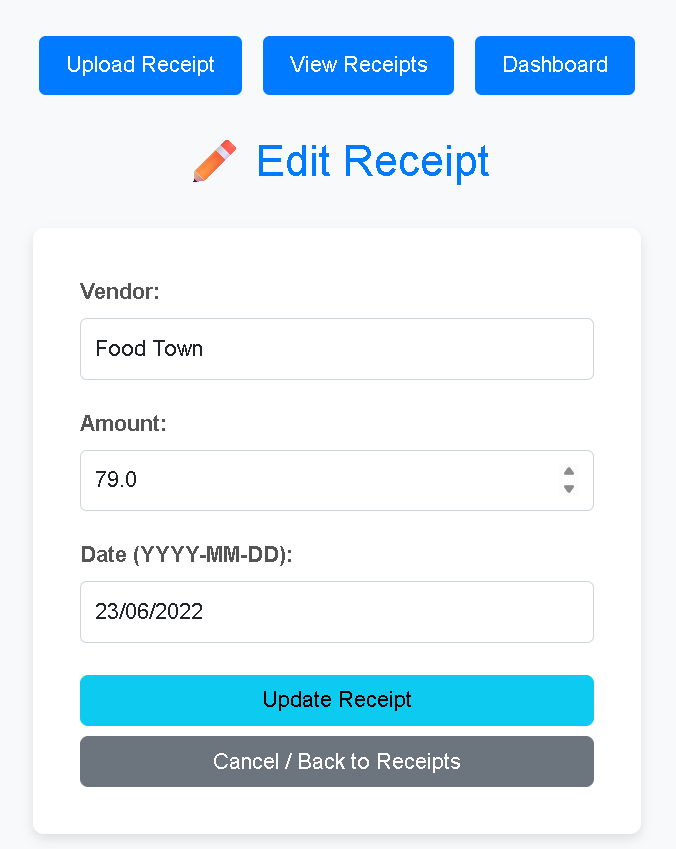 Upload Receipt View Receipts Dashboard
Edit Receipt
Vendor:
Food Town
Amount:
79.0
Date (YYYY-MM-DD):
23/06/2022
Update Receipt
Cancel / Back to Receipts